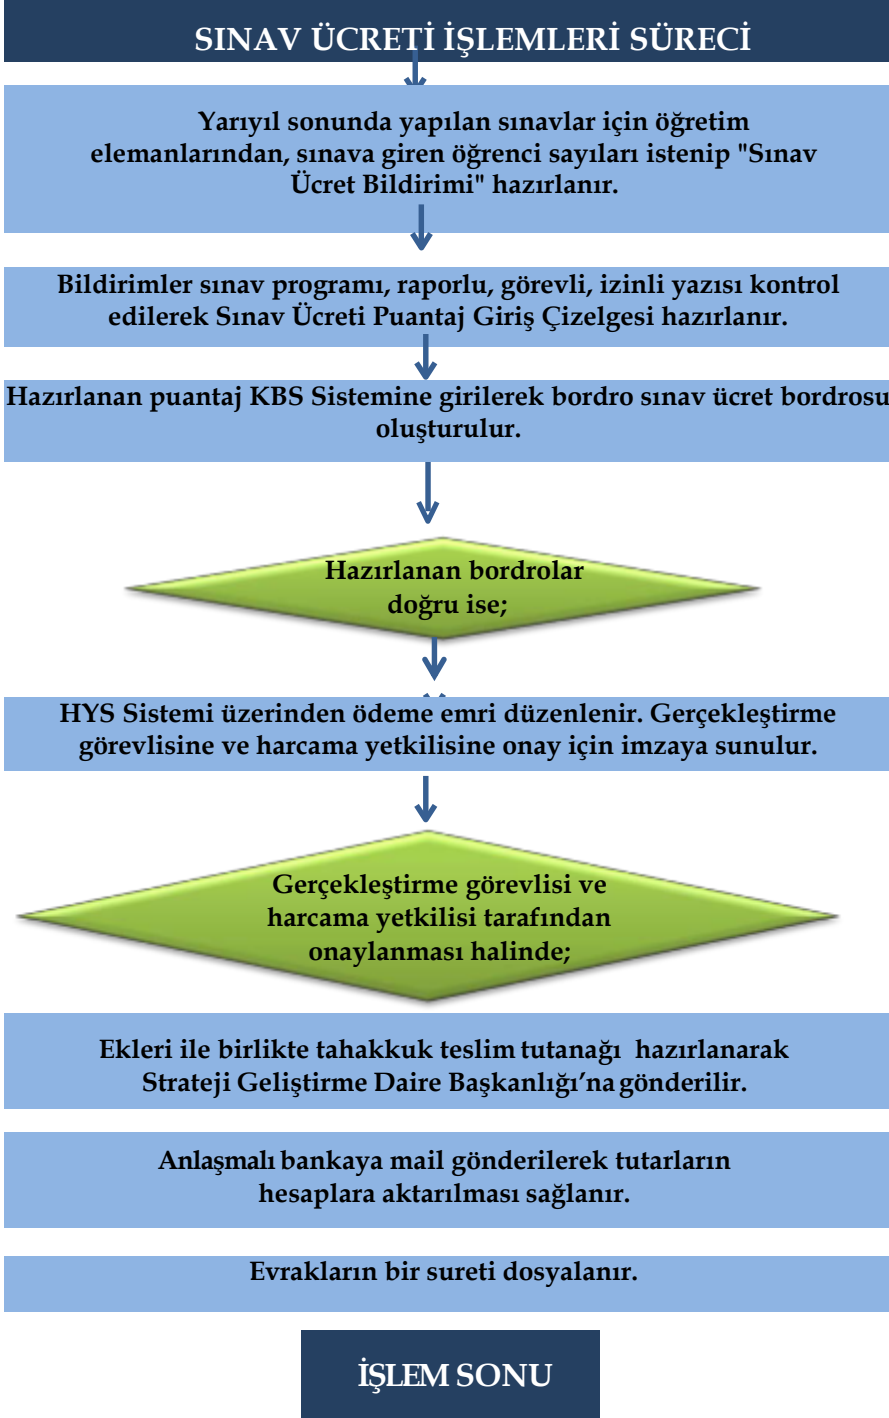 SINAV ÜCRETİ İŞLEMLERİ SÜRECİ
Yarıyıl sonunda yapılan sınavlar için öğretim
elemanlarından, sınava giren öğrenci sayıları istenip "Sınav
Ücret Bildirimi" hazırlanır.
Bildirimler sınav programı, raporlu, görevli, izinli yazısı kontrol
edilerek Sınav Ücreti Puantaj Giriş Çizelgesi hazırlanır.
Hazırlanan puantaj KBS Sistemine girilerek bordro sınav ücret bordrosu
oluşturulur.
Hazırlanan bordrolar
doğru ise;
HYS Sistemi üzerinden ödeme emri düzenlenir. Gerçekleştirme
görevlisine ve harcama yetkilisine onay için imzaya sunulur.
Gerçekleştirme görevlisi ve
harcama yetkilisi tarafından
onaylanması halinde;
Ekleri ile birlikte tahakkuk teslim tutanağı hazırlanarak
Strateji Geliştirme Daire Başkanlığı’na gönderilir.
Anlaşmalı bankaya mail gönderilerek tutarların
hesaplara aktarılması sağlanır.
Evrakların bir sureti dosyalanır.
İŞLEM SONU